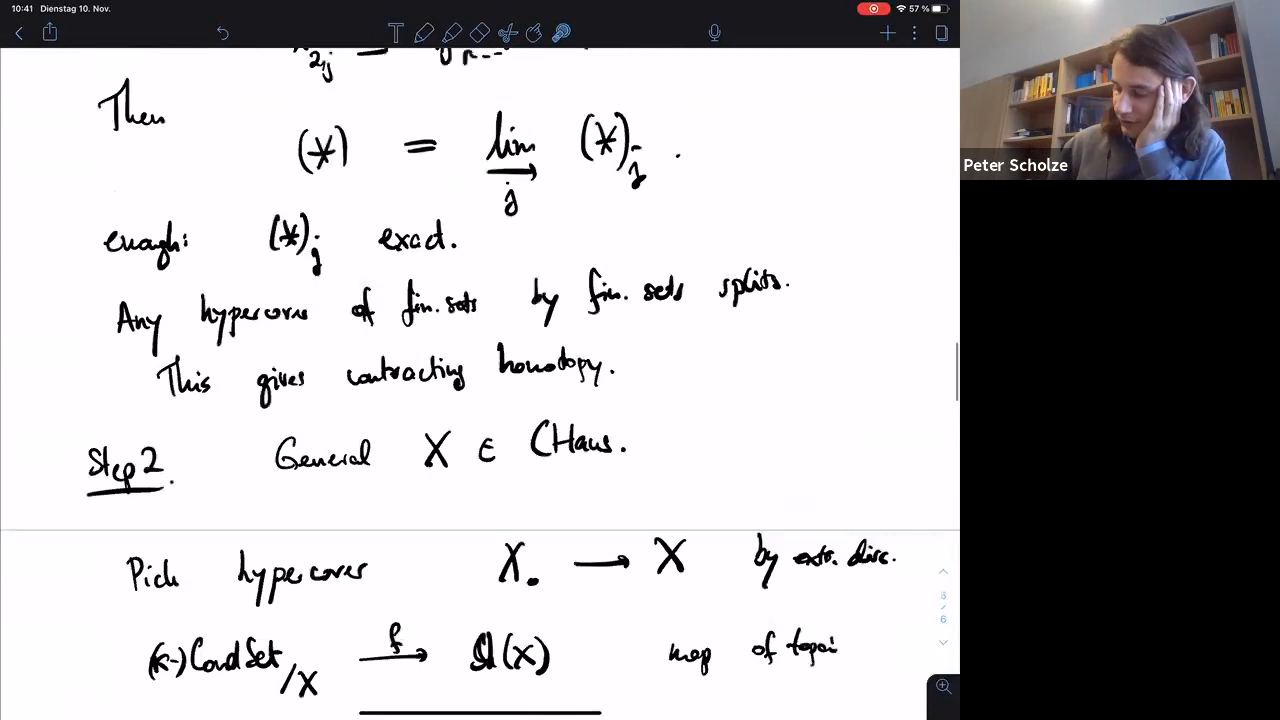 10:41 Dienstag 10. Nov.
57 %
Then
(*) = lim (*)j .
j
enough: (*)j exact.
Any hypercover of fin. sets by fin. sets splits.
This gives contracting homotopy.
Step 2. General X ∈ CHaus.
Pick hypercover X. → X by extr. disc.
(κ-)CondSet/X →f Sh(X) map of topoi
3 / 6
Peter Scholze